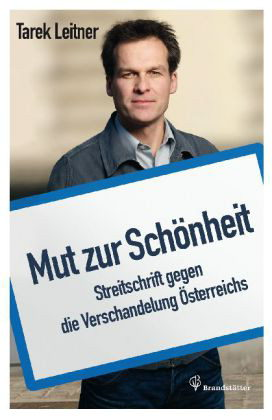 Tarek Leitner
Mut zur Schönheit
Streitschrift gegen
die Verschandelung Österreichs
Brandstätter